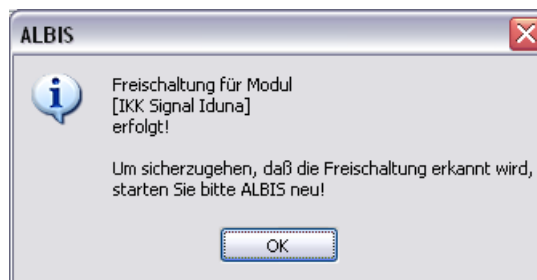 ALBIS
Freischaltung für Modul
[IKK Signal Iduna]
erfolgt!
Um sicherzugehen, daß die Freischaltung erkannt wird,
starten Sie bitte ALBIS neu!
OK